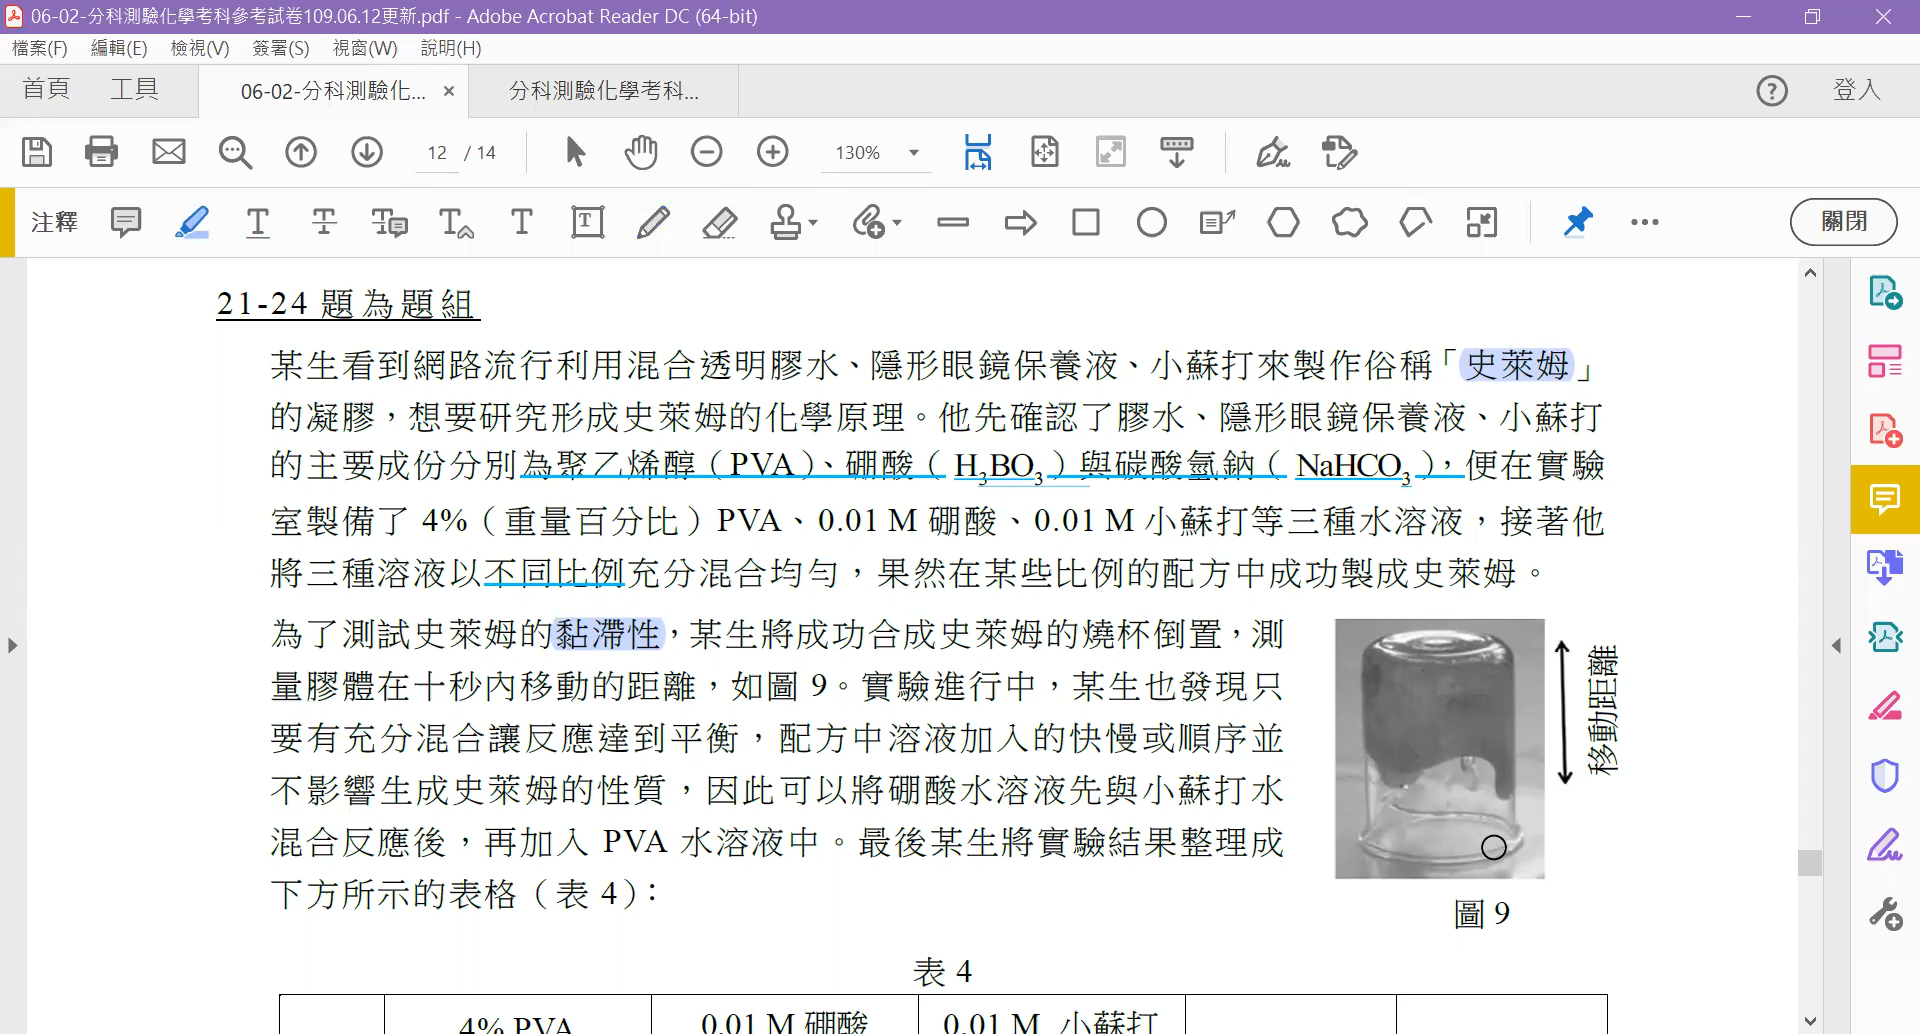 06-02-分科測驗化學考科參考試卷109.06.12更新.pdf - Adobe Acrobat Reader DC (64-bit)
檔案(F) 編輯(E) 檢視(V) 簽署(S) 視窗(W) 說明(H)
首頁 工具 06-02-分科測驗化... × 分科測驗化學考科... 登入
12 / 14 130%
注釋 關閉
21-24 題為題組
某生看到網路流行利用混合透明膠水、隱形眼鏡保養液、小蘇打來製作俗稱「史萊姆」
的凝膠，想要研究形成史萊姆的化學原理。他先確認了膠水、隱形眼鏡保養液、小蘇打
的主要成份分別為聚乙烯醇（PVA）、硼酸（H₃BO₃）與碳酸氫鈉（NaHCO₃），便在實驗
室製備了 4%（重量百分比）PVA、0.01 M 硼酸、0.01 M 小蘇打等三種水溶液，接著他
將三種溶液以不同比例充分混合均勻，果然在某些比例的配方中成功製成史萊姆。
為了測試史萊姆的黏滯性，某生將成功合成史萊姆的燒杯倒置，測
量膠體在十秒內移動的距離，如圖 9。實驗進行中，某生也發現只
要有充分混合讓反應達到平衡，配方中溶液加入的快慢或順序並
不影響生成史萊姆的性質，因此可以將硼酸水溶液先與小蘇打水
混合反應後，再加入 PVA 水溶液中。最後某生將實驗結果整理成
下方所示的表格（表 4）：
移動距離
圖 9
表 4
4% PVA 0.01 M 硼酸 0.01 M 小蘇打